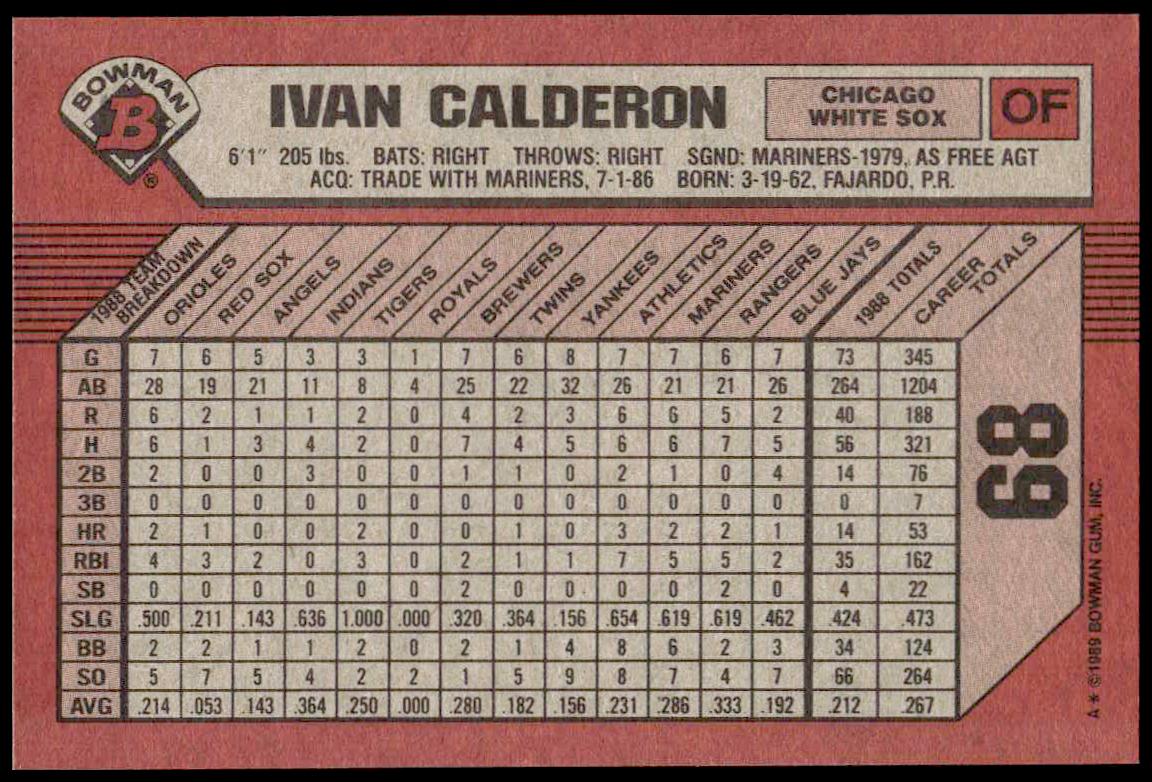 BOWMAN
B
®
IVAN CALDERON
CHICAGO
WHITE SOX
OF
6'1" 205 lbs. BATS: RIGHT THROWS: RIGHT SGND: MARINERS-1979, AS FREE AGT
ACQ: TRADE WITH MARINERS, 7-1-86 BORN: 3-19-62, FAJARDO, P.R.
1988 TEAM BREAKDOWN ORIOLES RED SOX ANGELS INDIANS TIGERS ROYALS BREWERS TWINS YANKEES ATHLETICS MARINERS RANGERS BLUE JAYS 1988 TOTALS CAREER TOTALS
G 7 6 5 3 3 1 7 6 8 7 7 6 7 73 345
AB 28 19 21 11 8 4 25 22 32 26 21 21 26 264 1204
R 6 2 1 1 2 0 4 2 3 6 6 5 2 40 188
H 6 1 3 4 2 0 7 4 5 6 6 7 5 56 321
2B 2 0 0 3 0 0 1 1 0 2 1 0 4 14 76
3B 0 0 0 0 0 0 0 0 0 0 0 0 0 0 7
HR 2 1 0 0 2 0 0 1 0 3 2 2 1 14 53
RBI 4 3 2 0 3 0 2 1 1 7 5 5 2 35 162
SB 0 0 0 0 0 0 2 0 0 0 0 2 0 4 22
SLG .500 .211 .143 .636 1.000 .000 .320 .364 .156 .654 .619 .619 .462 .424 .473
BB 2 2 1 1 2 0 2 1 4 8 6 2 3 34 124
SO 5 7 5 4 2 2 1 5 9 8 7 4 7 66 264
AVG .214 .053 .143 .364 .250 .000 .280 .182 .156 .231 .286 .333 .192 .212 .267
68
A* ©1989 BOWMAN GUM, INC.